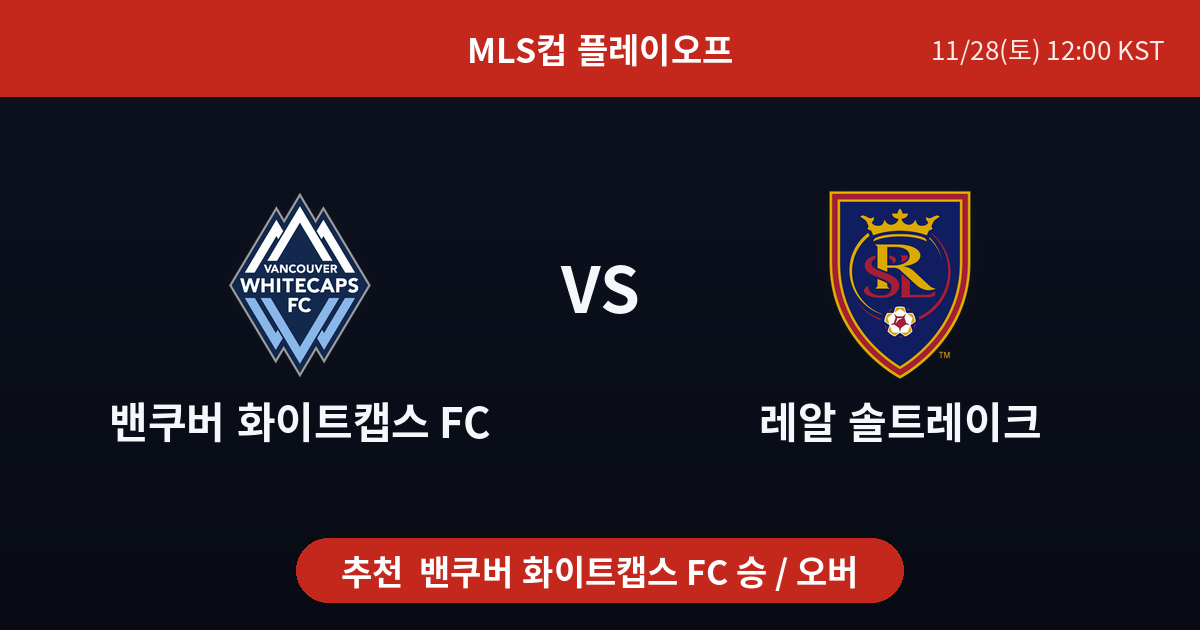 MLS컵 플레이오프
11/28(토) 12:00 KST
VANCOUVER
WHITECAPS
FC
RSL
TM
VS
밴쿠버 화이트캡스 FC
레알 솔트레이크
추천 밴쿠버 화이트캡스 FC 승 / 오버